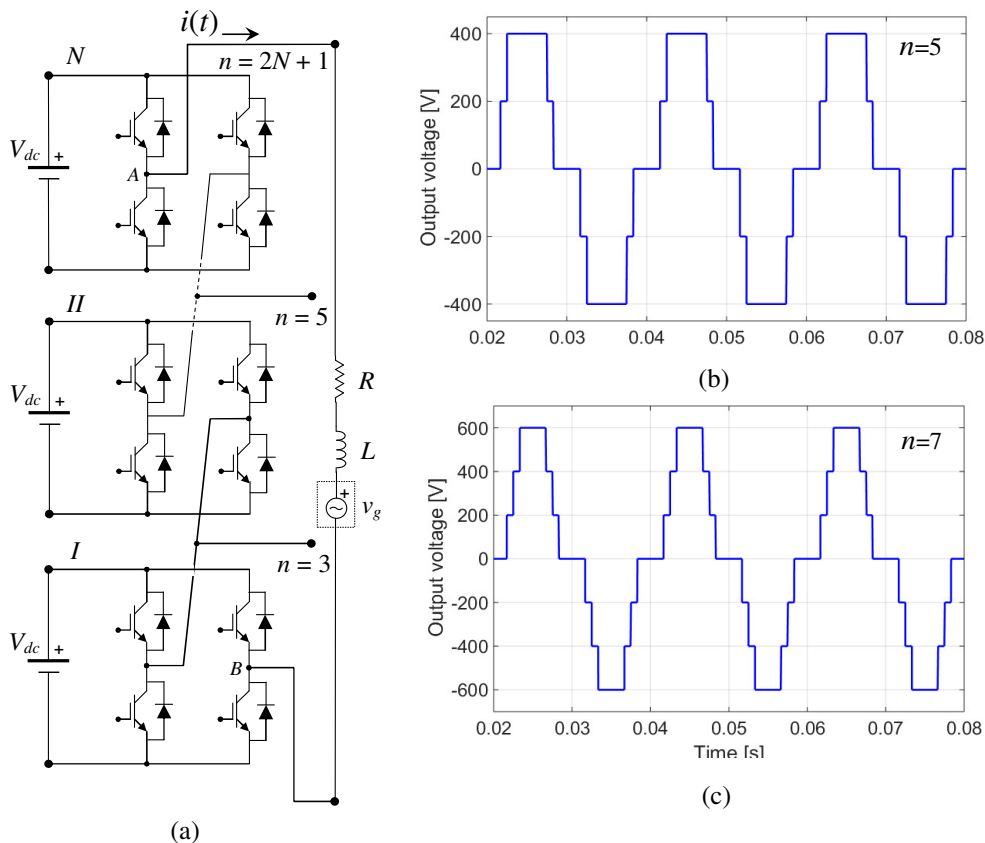 i(t)
n = 2N + 1
N
V_dc
+
A
II
n = 5
V_dc
+
R
L
+
v_g
I
n = 3
V_dc
+
B
(a)
Output voltage [V]
400
200
0
-200
-400
n=5
0.02 0.03 0.04 0.05 0.06 0.07 0.08
(b)
Output voltage [V]
600
400
200
0
-200
-400
-600
n=7
0.02 0.03 0.04 0.05 0.06 0.07 0.08
Time [s]
(c)